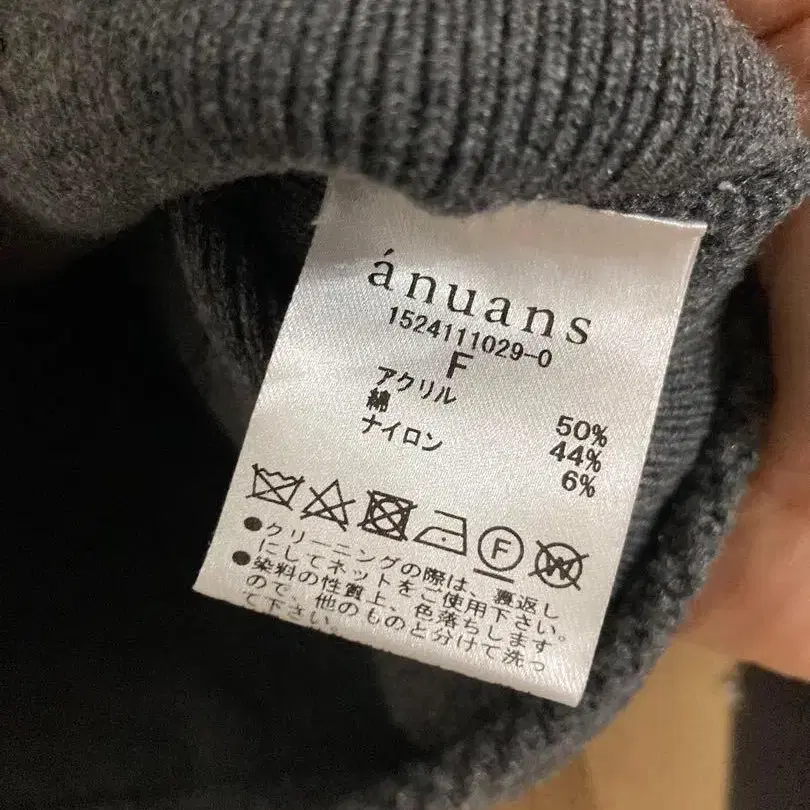 ánuans
1524111029-0
F
アクリル 50%
綿 44%
ナイロン 6%
F W
●クリーニングの際は、裏返し
にしてネットをご使用下さい。
●染料の性質上、色落ちします
ので、他のものと分けて洗っ
て下さい。